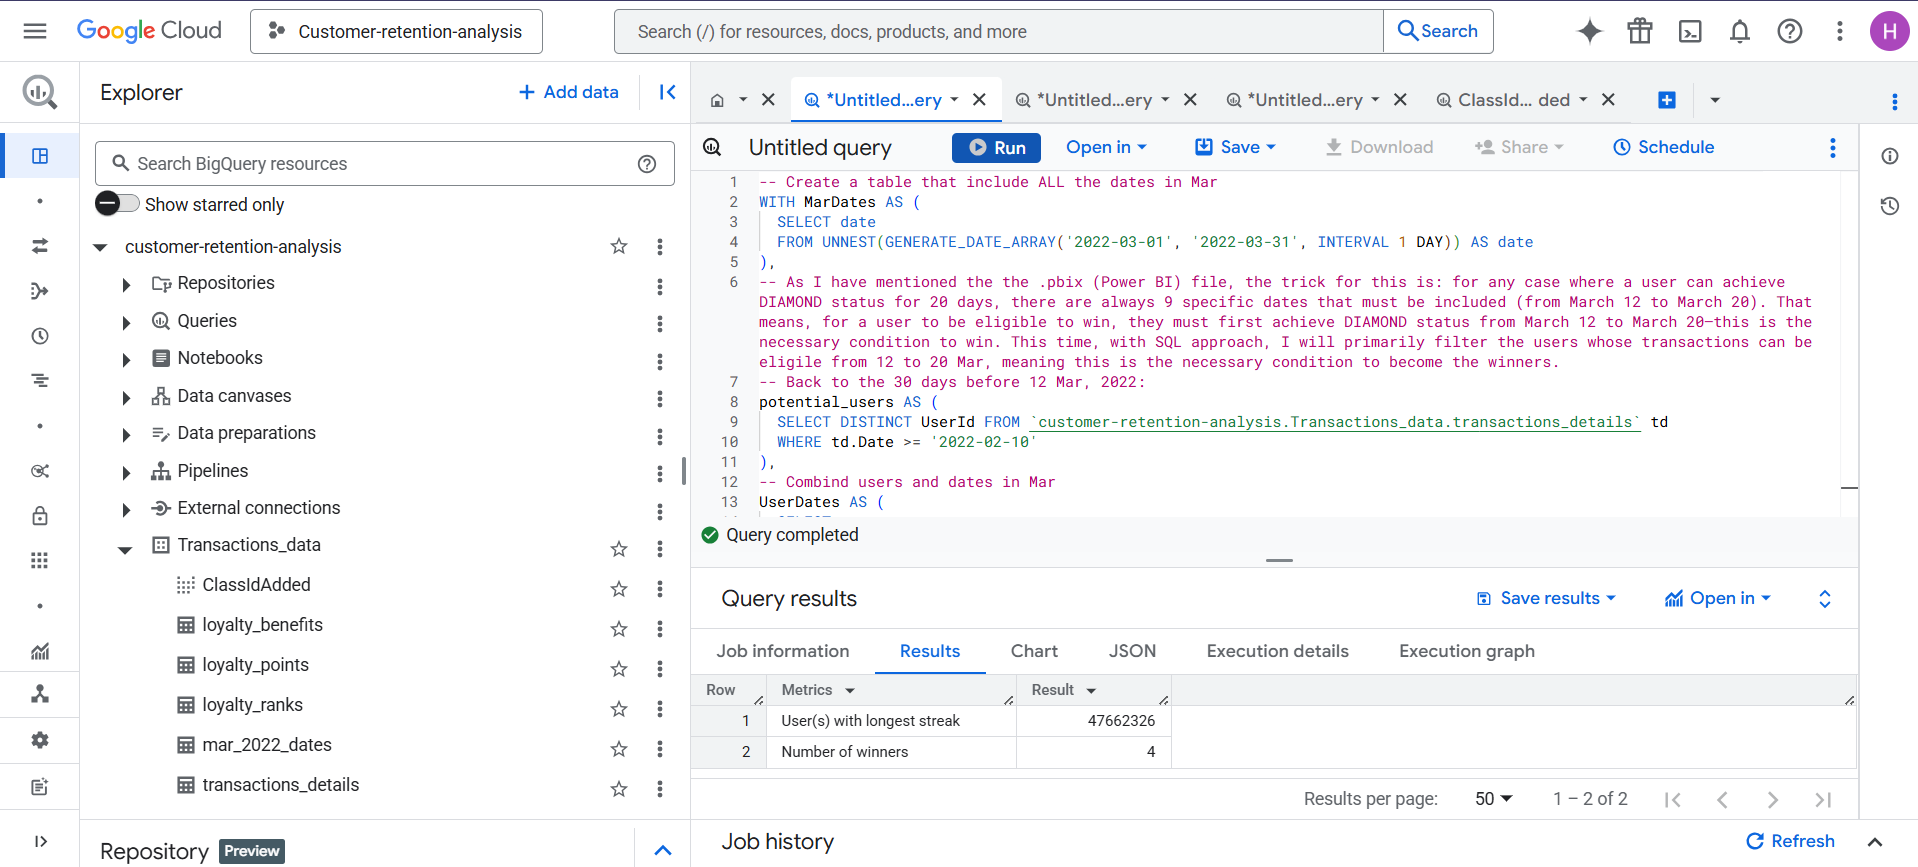 Google Cloud
Customer-retention-analysis
Search (/) for resources, docs, products, and more
Search
H
Explorer
Add data
Search BigQuery resources
Show starred only
customer-retention-analysis
Repositories
Queries
Notebooks
Data canvases
Data preparations
Pipelines
External connections
Transactions_data
ClassIdAdded
loyalty_benefits
loyalty_points
loyalty_ranks
mar_2022_dates
transactions_details
Repository Preview
*Untitled...ery
*Untitled...ery
*Untitled...ery
ClassId... ded
Untitled query
Run
Open in
Save
Download
Share
Schedule
1 -- Create a table that include ALL the dates in Mar
2 WITH MarDates AS (
3 SELECT date
4 FROM UNNEST(GENERATE_DATE_ARRAY('2022-03-01', '2022-03-31', INTERVAL 1 DAY)) AS date
5 ),
6 -- As I have mentioned the the .pbix (Power BI) file, the trick for this is: for any case where a user can achieve
DIAMOND status for 20 days, there are always 9 specific dates that must be included (from March 12 to March 20). That
means, for a user to be eligible to win, they must first achieve DIAMOND status from March 12 to March 20—this is the
necessary condition to win. This time, with SQL approach, I will primarily filter the users whose transactions can be
eligile from 12 to 20 Mar, meaning this is the necessary condition to become the winners.
7 -- Back to the 30 days before 12 Mar, 2022:
8 potential_users AS (
9 SELECT DISTINCT UserId FROM `customer-retention-analysis.Transactions_data.transactions_details` td
10 WHERE td.Date >= '2022-02-10'
11 ),
12 -- Combind users and dates in Mar
13 UserDates AS (
Query completed
Query results
Save results
Open in
Job information
Results
Chart
JSON
Execution details
Execution graph
Row Metrics Result
1 User(s) with longest streak 47662326
2 Number of winners 4
Results per page: 50 1 – 2 of 2
Job history
Refresh